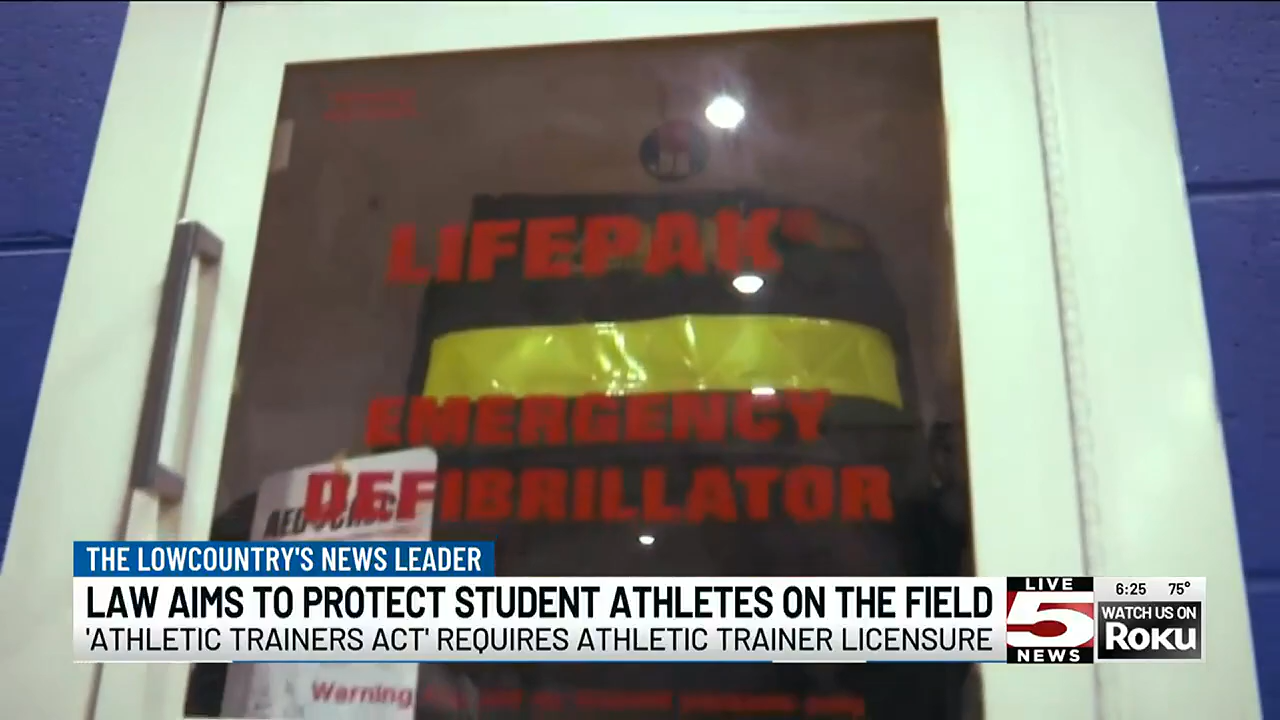 LIFEPAK
EMERGENCY
DEFIBRILLATOR
THE LOWCOUNTRY'S NEWS LEADER
LAW AIMS TO PROTECT STUDENT ATHLETES ON THE FIELD
'ATHLETIC TRAINERS ACT' REQUIRES ATHLETIC TRAINER LICENSURE
LIVE
5
NEWS
6:25 75°
WATCH US ON
Roku
Warning